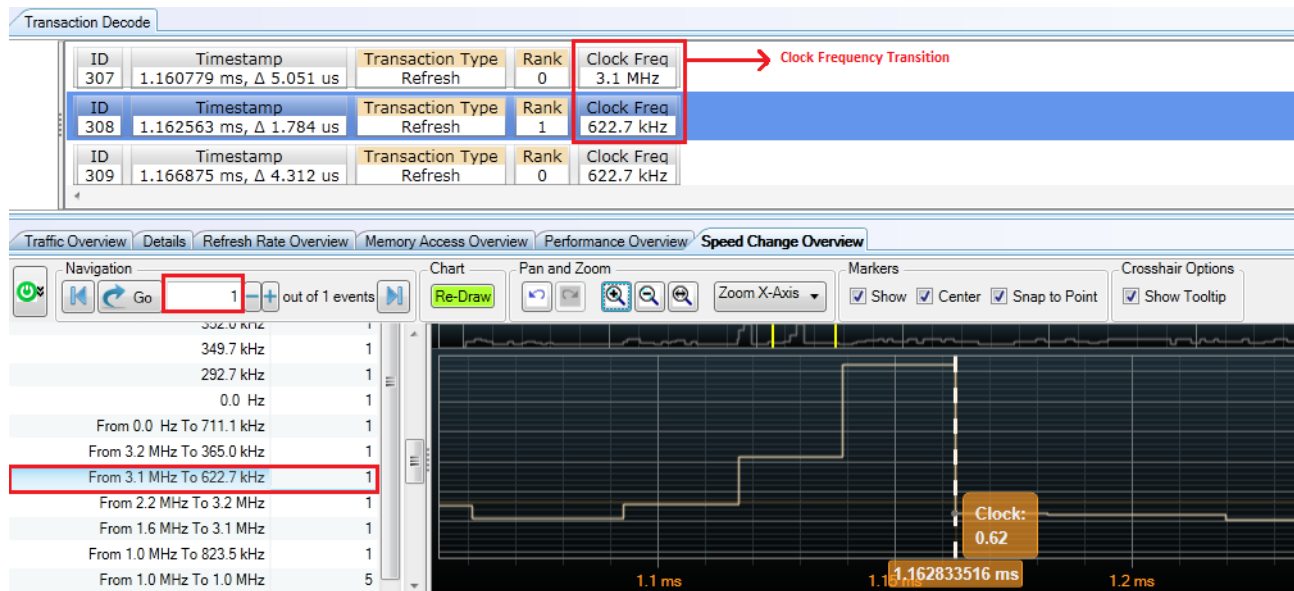 Transaction Decode
ID Timestamp Transaction Type Rank Clock Freq
307 1.160779 ms, Δ 5.051 us Refresh 0 3.1 MHz
Clock Frequency Transition
ID Timestamp Transaction Type Rank Clock Freq
308 1.162563 ms, Δ 1.784 us Refresh 1 622.7 kHz
ID Timestamp Transaction Type Rank Clock Freq
309 1.166875 ms, Δ 4.312 us Refresh 0 622.7 kHz
Traffic Overview Details Refresh Rate Overview Memory Access Overview Performance Overview Speed Change Overview
Navigation Chart Pan and Zoom Markers Crosshair Options
Go 1 out of 1 events Re-Draw Zoom X-Axis Show Center Snap to Point Show Tooltip
352.0 kHz 1
349.7 kHz 1
292.7 kHz 1
0.0 Hz 1
From 0.0 Hz To 711.1 kHz 1
From 3.2 MHz To 365.0 kHz 1
From 3.1 MHz To 622.7 kHz 1
From 2.2 MHz To 3.2 MHz 1
From 1.6 MHz To 3.1 MHz 1
From 1.0 MHz To 823.5 kHz 1
From 1.0 MHz To 1.0 MHz 5
Clock:
0.62
1.162833516 ms
1.1 ms 1.15 ms 1.2 ms